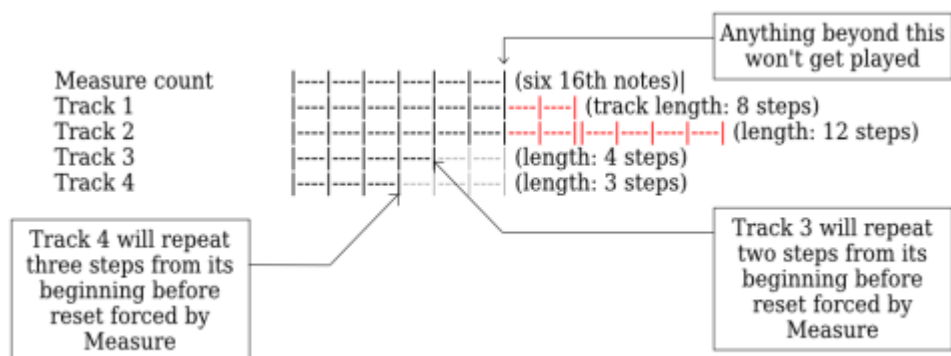 Anything beyond this
won't get played
Measure count |----|----|----|----|----|----| (six 16th notes)|
Track 1 |----|----|----|----|----|----|----|----| (track length: 8 steps)
Track 2 |----|----|----|----|----|----|----|----||----|----|----|----| (length: 12 steps)
Track 3 |----|----|----|----|----|----| (length: 4 steps)
Track 4 |----|----|----|----|----|----| (length: 3 steps)
Track 4 will repeat
three steps from its
beginning before
reset forced by
Measure
Track 3 will repeat
two steps from its
beginning before
reset forced by
Measure